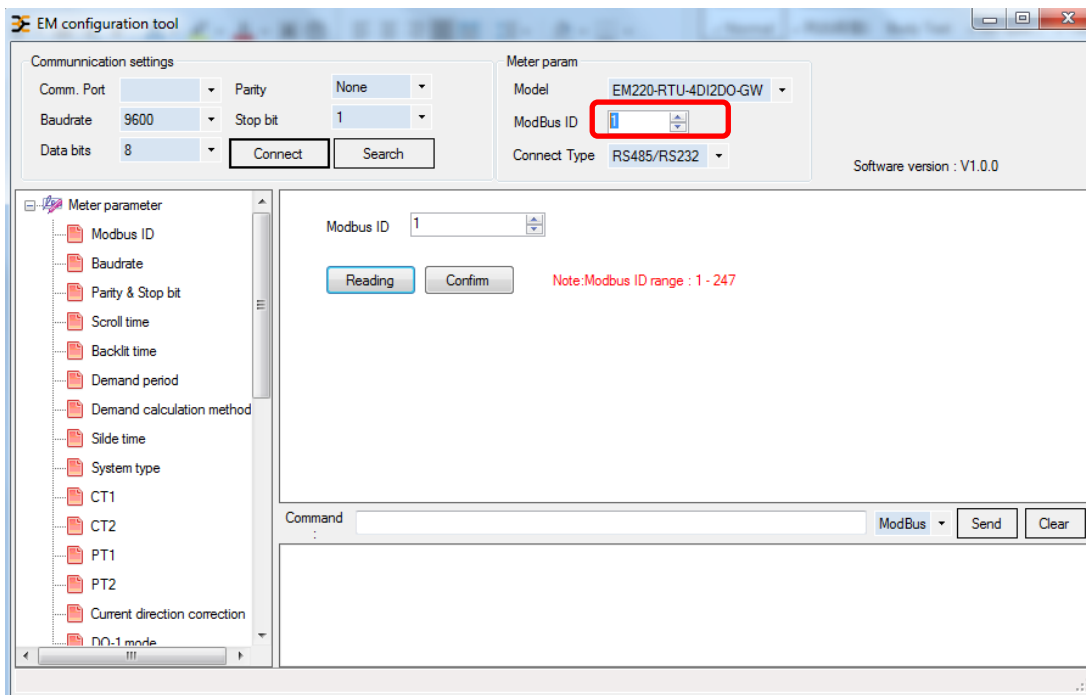 EM configuration tool
Communnication settings
Comm. Port
Parity
None
Baudrate
9600
Stop bit
1
Data bits
8
Connect
Search
Meter param
Model
EM220-RTU-4DI2DO-GW
ModBus ID
1
Connect Type
RS485/RS232
Software version : V1.0.0
Meter parameter
Modbus ID
Baudrate
Parity & Stop bit
Scroll time
Backlit time
Demand period
Demand calculation method
Silde time
System type
CT1
CT2
PT1
PT2
Current direction correction
DO-1 mode
Modbus ID
1
Reading
Confirm
Note:Modbus ID range : 1 - 247
Command
:
ModBus
Send
Clear